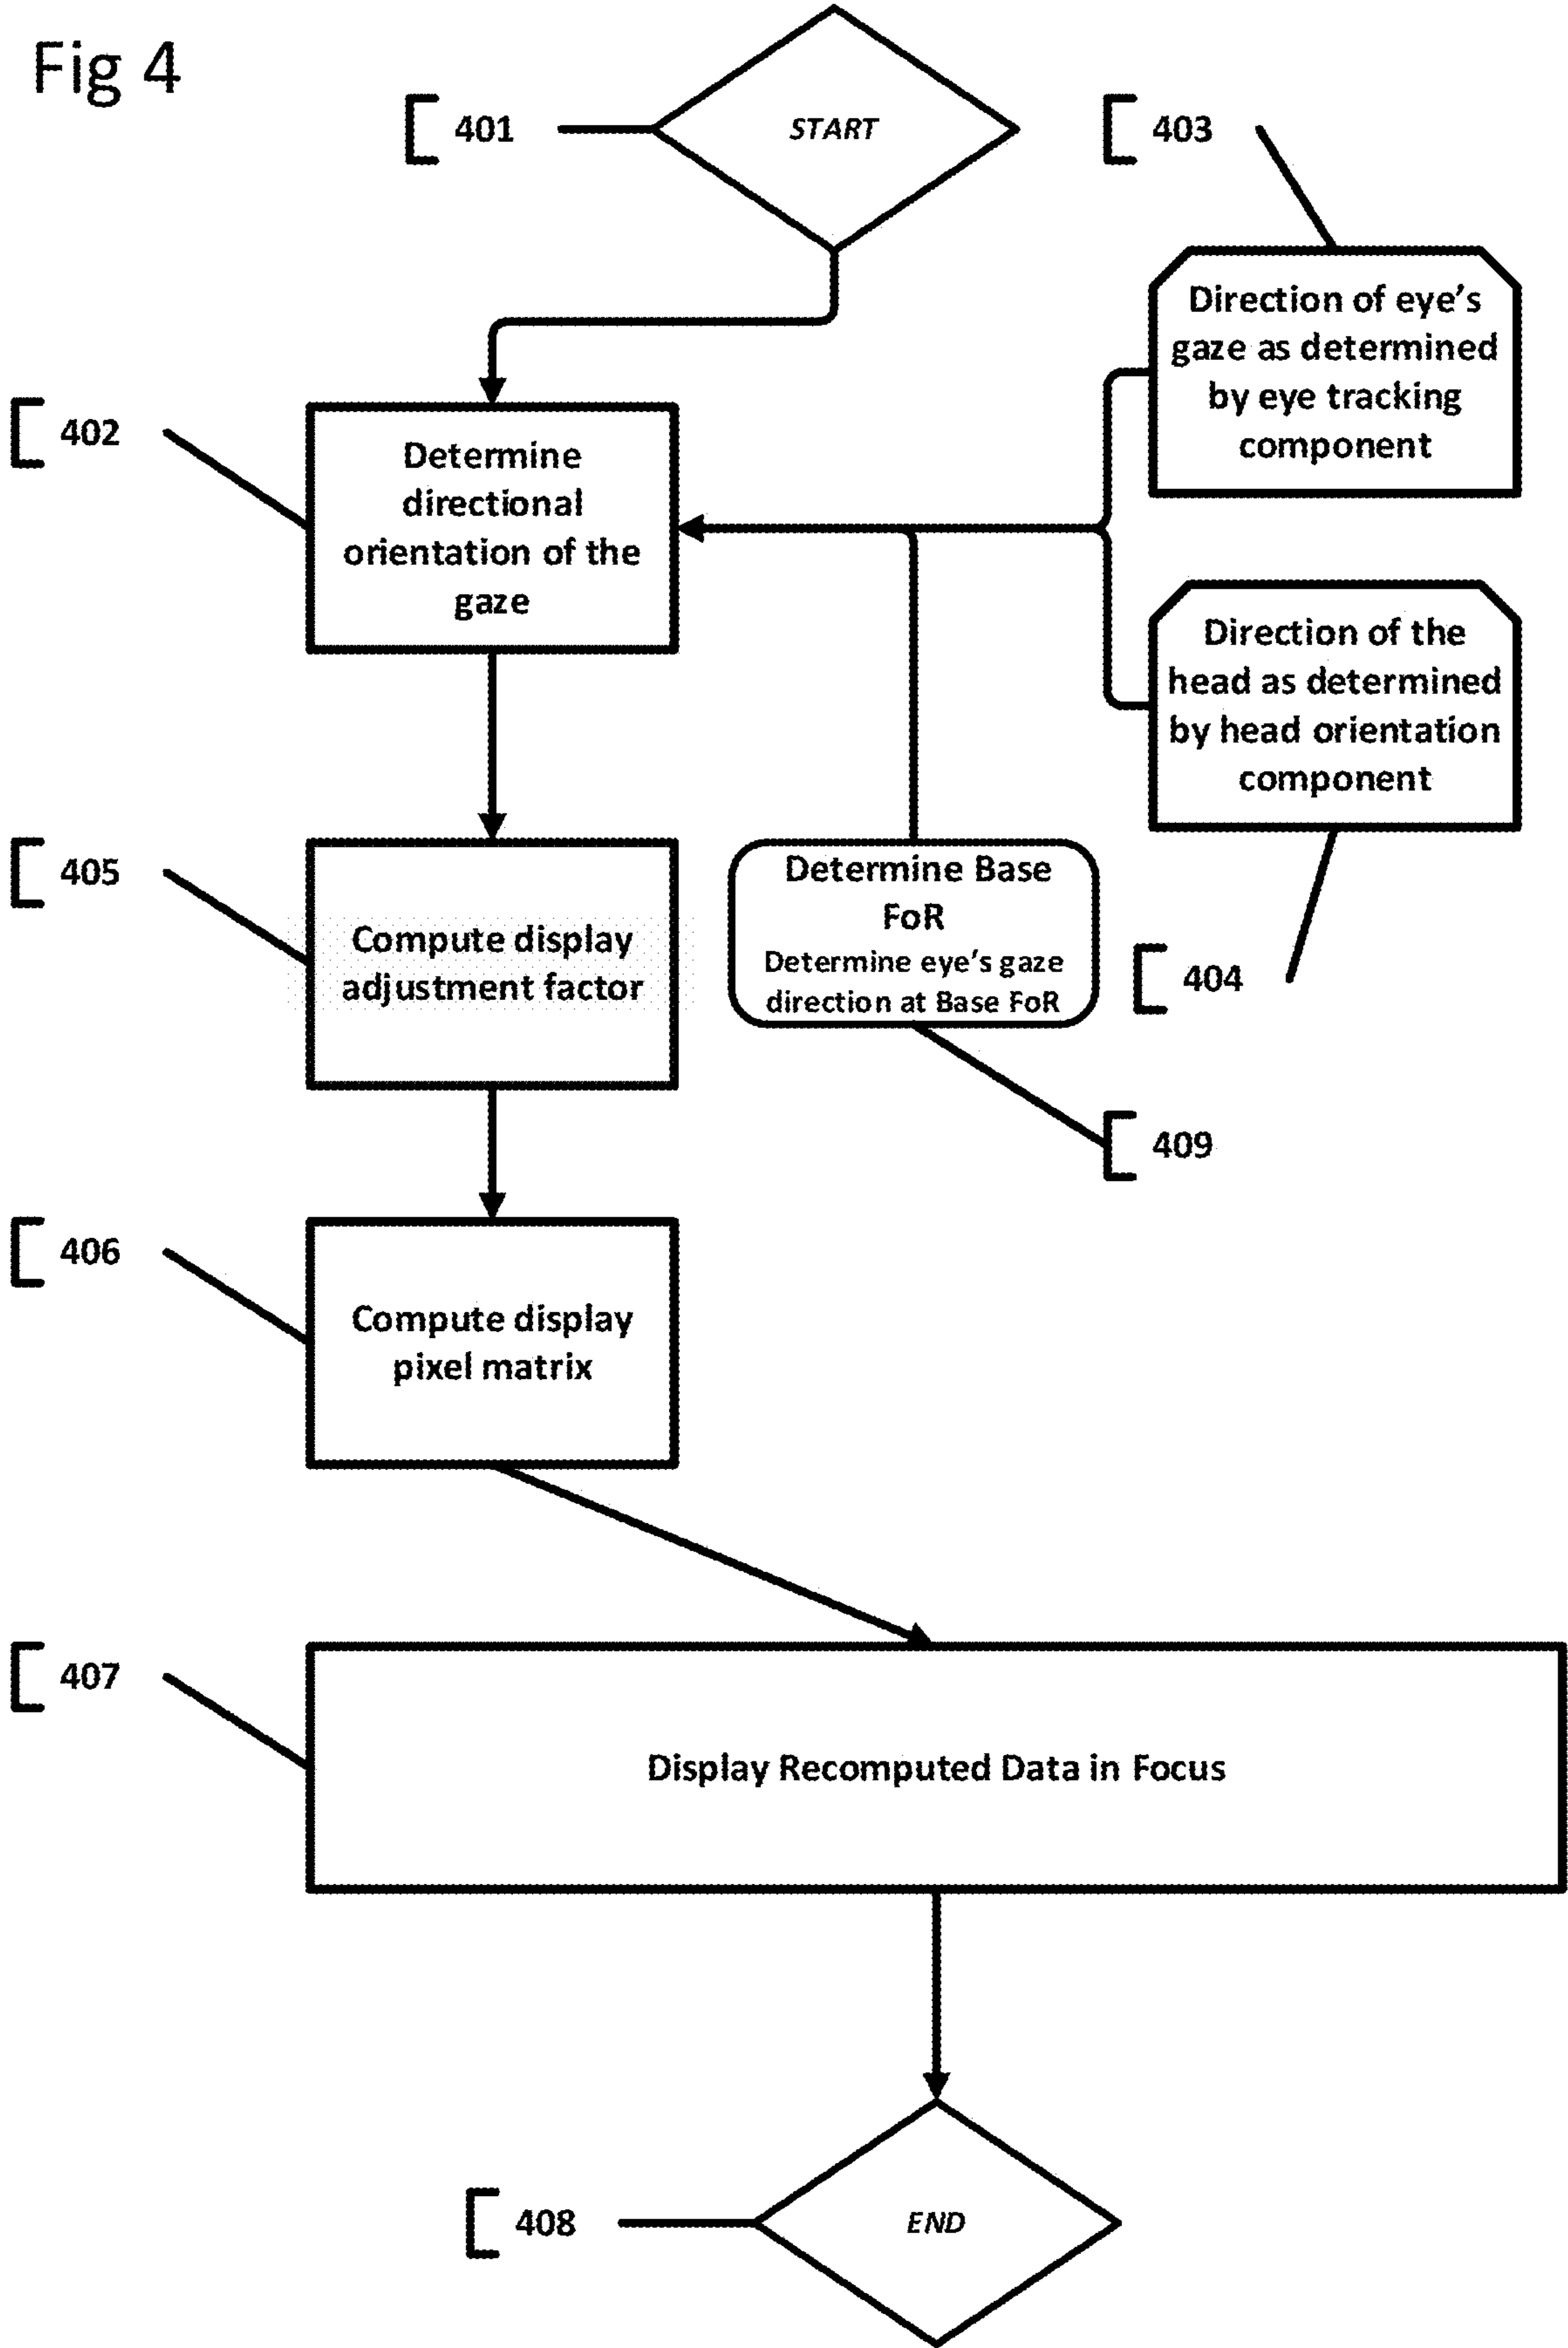 Fig 4
401
START
403
Direction of eye's
gaze as determined
by eye tracking
component
402
Determine
directional
orientation of the
gaze
Direction of the
head as determined
by head orientation
component
405
Compute display
adjustment factor
Determine Base
FoR
Determine eye's gaze
direction at Base FoR
404
409
406
Compute display
pixel matrix
407
Display Recomputed Data in Focus
408
END